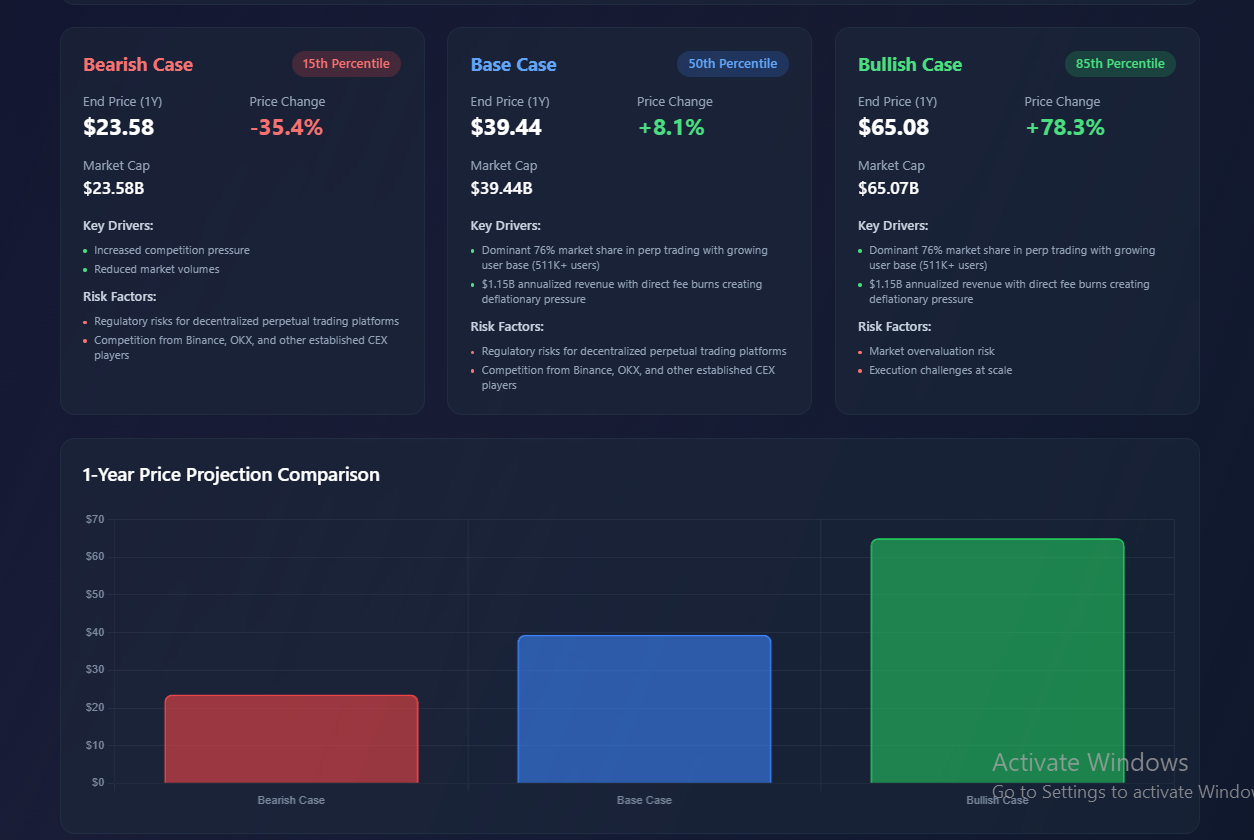 Bearish Case
15th Percentile
End Price (1Y)
Price Change
$23.58
-35.4%
Market Cap
$23.58B
Key Drivers:
Increased competition pressure
Reduced market volumes
Risk Factors:
Regulatory risks for decentralized perpetual trading platforms
Competition from Binance, OKX, and other established CEX
players
Base Case
50th Percentile
End Price (1Y)
Price Change
$39.44
+8.1%
Market Cap
$39.44B
Key Drivers:
Dominant 76% market share in perp trading with growing
user base (511K+ users)
$1.15B annualized revenue with direct fee burns creating
deflationary pressure
Risk Factors:
Regulatory risks for decentralized perpetual trading platforms
Competition from Binance, OKX, and other established CEX
players
Bullish Case
85th Percentile
End Price (1Y)
Price Change
$65.08
+78.3%
Market Cap
$65.07B
Key Drivers:
Dominant 76% market share in perp trading with growing
user base (511K+ users)
$1.15B annualized revenue with direct fee burns creating
deflationary pressure
Risk Factors:
Market overvaluation risk
Execution challenges at scale
1-Year Price Projection Comparison
$70
$60
$50
$40
$30
$20
$10
$0
Bearish Case
Base Case
Bullish Case
Activate Windows
Go to Settings to activate Windo